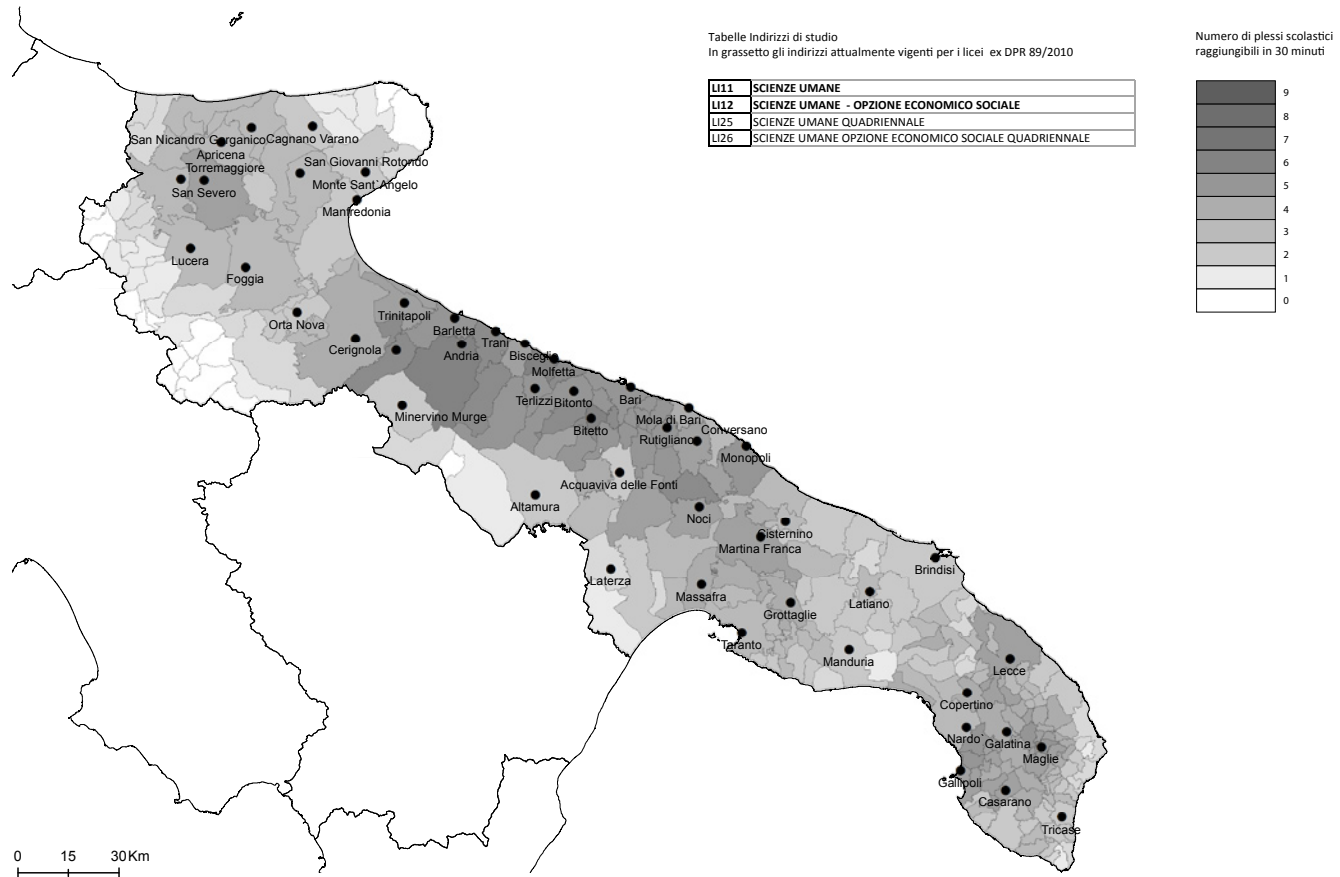 Tabelle Indirizzi di studio
In grassetto gli indirizzi attualmente vigenti per i licei ex DPR 89/2010
LI11 SCIENZE UMANE
LI12 SCIENZE UMANE - OPZIONE ECONOMICO SOCIALE
LI25 SCIENZE UMANE QUADRIENNALE
LI26 SCIENZE UMANE OPZIONE ECONOMICO SOCIALE QUADRIENNALE
Numero di plessi scolastici
raggiungibili in 30 minuti
9
8
7
6
5
4
3
2
1
0
San Nicandro Garganico
Cagnano Varano
Apricena
San Giovanni Rotondo
Torremaggiore
Monte Sant'Angelo
San Severo
Manfredonia
Lucera
Foggia
Orta Nova
Trinitapoli
Cerignola
Barletta
Andria
Trani
Bisceglie
Molfetta
Minervino Murge
Terlizzi
Bitonto
Bari
Bitetto
Mola di Bari
Rutigliano
Conversano
Monopoli
Acquaviva delle Fonti
Altamura
Noci
Cisternino
Martina Franca
Laterza
Massafra
Grottaglie
Latiano
Brindisi
Taranto
Manduria
Lecce
Copertino
Nardo'
Galatina
Maglie
Gallipoli
Casarano
Tricase
0 15 30Km